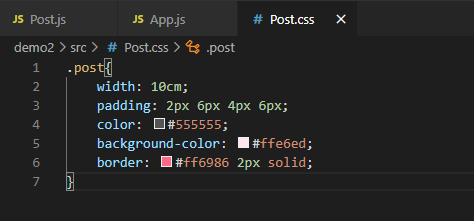 Post.js JS App.js # Post.css ×
demo2 > src > # Post.css > .post
1 .post{
2 width: 10cm;
3 padding: 2px 6px 4px 6px;
4 color: #555555;
5 background-color: #ffe6ed;
6 border: #ff6986 2px solid;
7 }